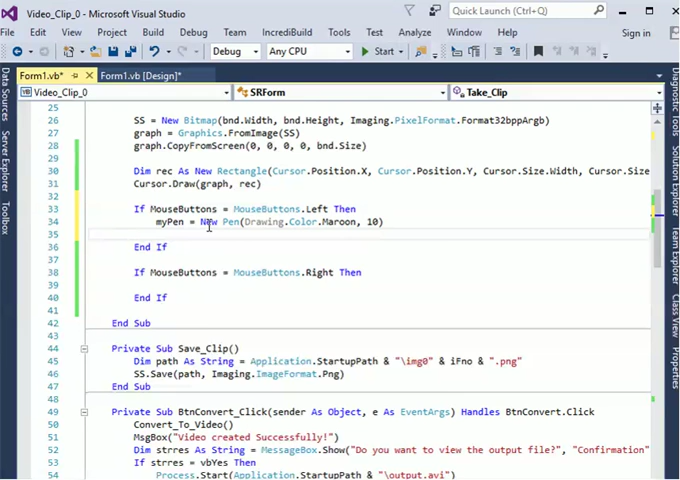 Video_Clip_0 - Microsoft Visual Studio
Quick Launch (Ctrl+Q)
File Edit View Project Build Debug Team IncrediBuild Tools Test Analyze Window Help
Sign in
Debug Any CPU Start
Form1.vb* Form1.vb [Design]*
Video_Clip_0 SRForm Take_Clip
Data Sources
Server Explorer
Toolbox
Diagnostic Tools
Solution Explorer
Team Explorer
Class View
Properties
25
26 SS = New Bitmap(bnd.Width, bnd.Height, Imaging.PixelFormat.Format32bppArgb)
27 graph = Graphics.FromImage(SS)
28 graph.CopyFromScreen(0, 0, 0, 0, bnd.Size)
29
30 Dim rec As New Rectangle(Cursor.Position.X, Cursor.Position.Y, Cursor.Size.Width, Cursor.Size
31 Cursor.Draw(graph, rec)
32
33 If MouseButtons = MouseButtons.Left Then
34 myPen = New Pen(Drawing.Color.Maroon, 10)
35
36 End If
37
38 If MouseButtons = MouseButtons.Right Then
39
40 End If
41
42 End Sub
43
44 Private Sub Save_Clip()
45 Dim path As String = Application.StartupPath & "\img0" & iFno & ".png"
46 SS.Save(path, Imaging.ImageFormat.Png)
47 End Sub
48
49 Private Sub BtnConvert_Click(sender As Object, e As EventArgs) Handles BtnConvert.Click
50 Convert_To_Video()
51 MsgBox("Video created Successfully!")
52 Dim strres As String = MessageBox.Show("Do you want to view the output file?", "Confirmation"
53 If strres = vbYes Then
54 Process.Start(Application.StartupPath & "\output.avi")